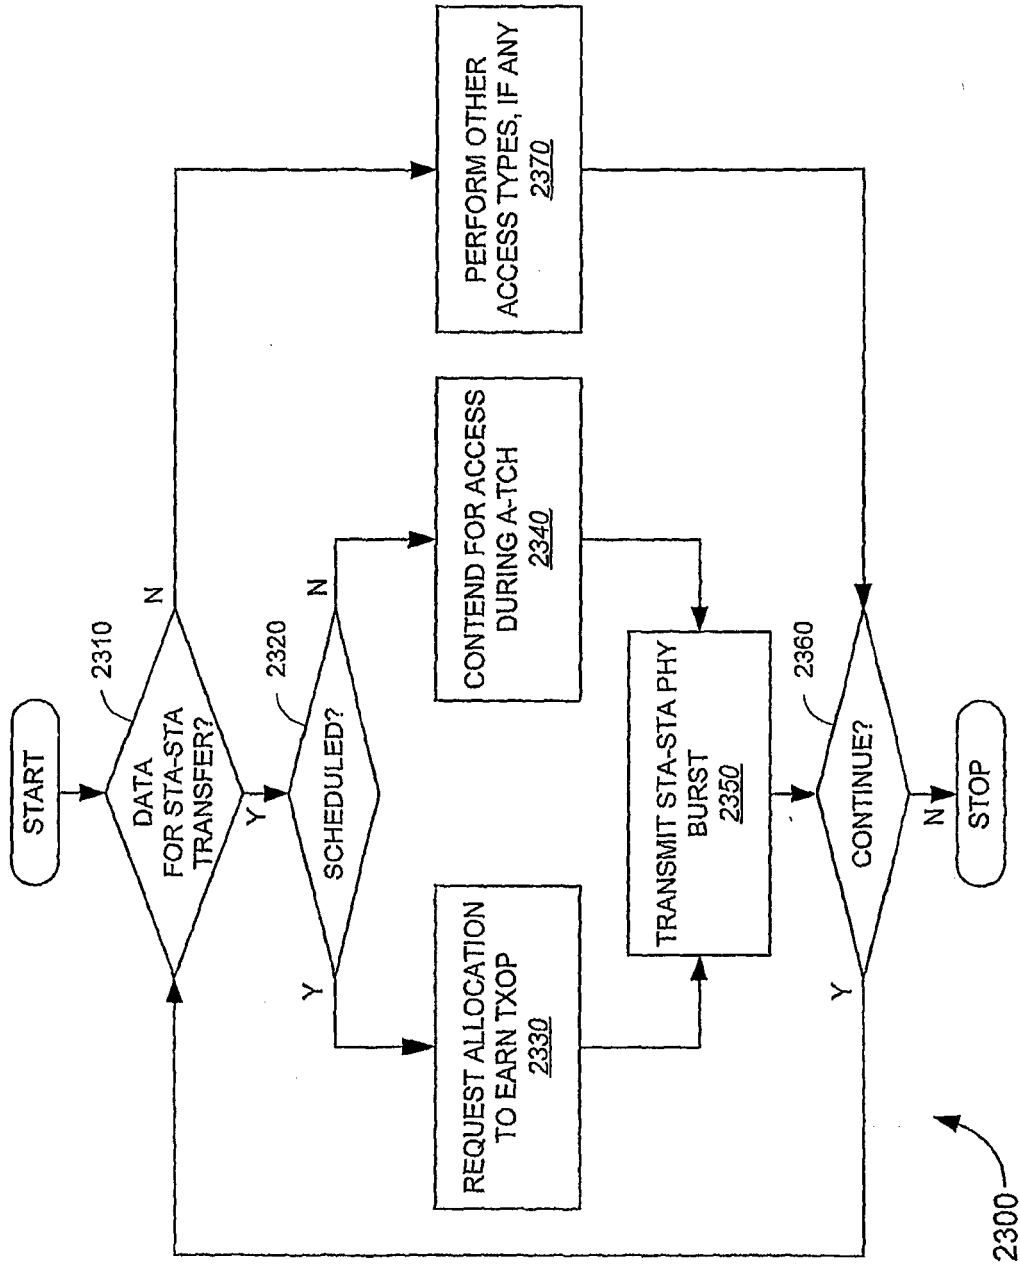 START
2310
DATA
FOR STA-STA
TRANSFER?
N
Y
2320
SCHEDULED?
Y
N
REQUEST ALLOCATION
TO EARN TXOP
2330
CONTEND FOR ACCESS
DURING A-TCH
2340
PERFORM OTHER
ACCESS TYPES, IF ANY
2370
TRANSMIT STA-STA PHY
BURST
2350
2360
CONTINUE?
Y
N
STOP
2300